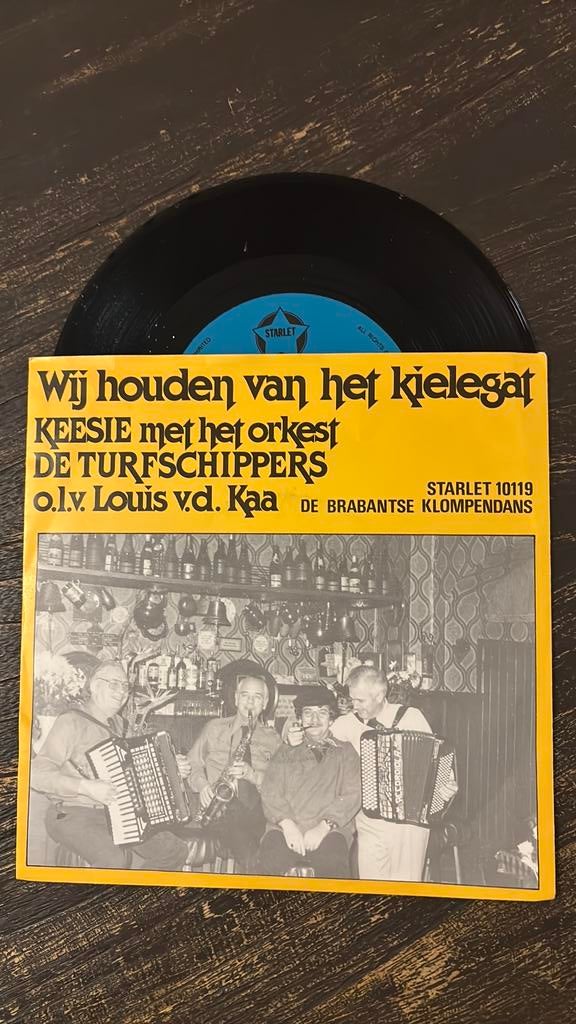 STARLET
Wij houden van het kielegat
KEESIE met het orkest
DE TURFSCHIPPERS
o.l.v. Louis v.d. Kaa
STARLET 10119
DE BRABANTSE KLOMPENDANS